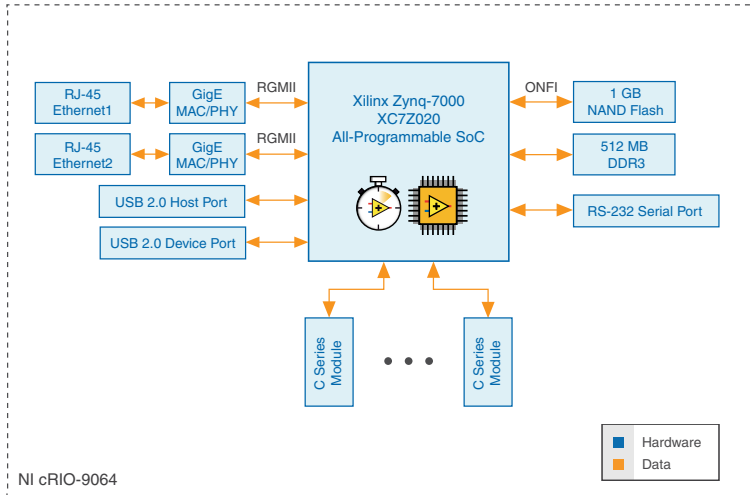 RJ-45
Ethernet1
GigE
MAC/PHY
RGMII
Xilinx Zynq-7000
XC7Z020
All-Programmable SoC
ONFI
1 GB
NAND Flash
RJ-45
Ethernet2
GigE
MAC/PHY
RGMII
512 MB
DDR3
USB 2.0 Host Port
RS-232 Serial Port
USB 2.0 Device Port
C Series
Module
C Series
Module
Hardware
Data
NI cRIO-9064